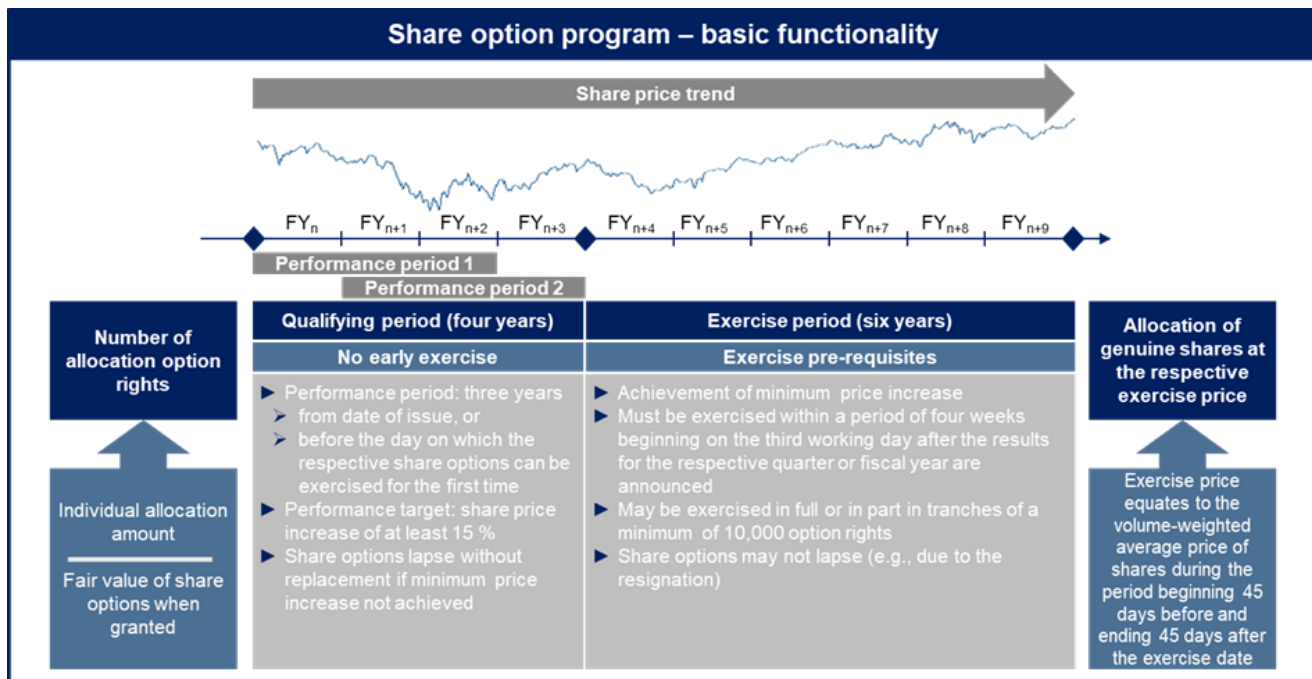 Share option program – basic functionality
Share price trend
FYn
FYn+1
FYn+2
FYn+3
FYn+4
FYn+5
FYn+6
FYn+7
FYn+8
FYn+9
Performance period 1
Performance period 2
Number of
allocation option
rights
Individual allocation
amount
Fair value of share
options when
granted
Qualifying period (four years)
No early exercise
► Performance period: three years
➢ from date of issue, or
➢ before the day on which the
respective share options can be
exercised for the first time
► Performance target: share price
increase of at least 15 %
► Share options lapse without
replacement if minimum price
increase not achieved
Exercise period (six years)
Exercise pre-requisites
► Achievement of minimum price increase
► Must be exercised within a period of four weeks
beginning on the third working day after the results
for the respective quarter or fiscal year are
announced
► May be exercised in full or in part in tranches of a
minimum of 10,000 option rights
► Share options may not lapse (e.g., due to the
resignation)
Allocation of
genuine shares at
the respective
exercise price
Exercise price
equates to the
volume-weighted
average price of
shares during the
period beginning 45
days before and
ending 45 days after
the exercise date